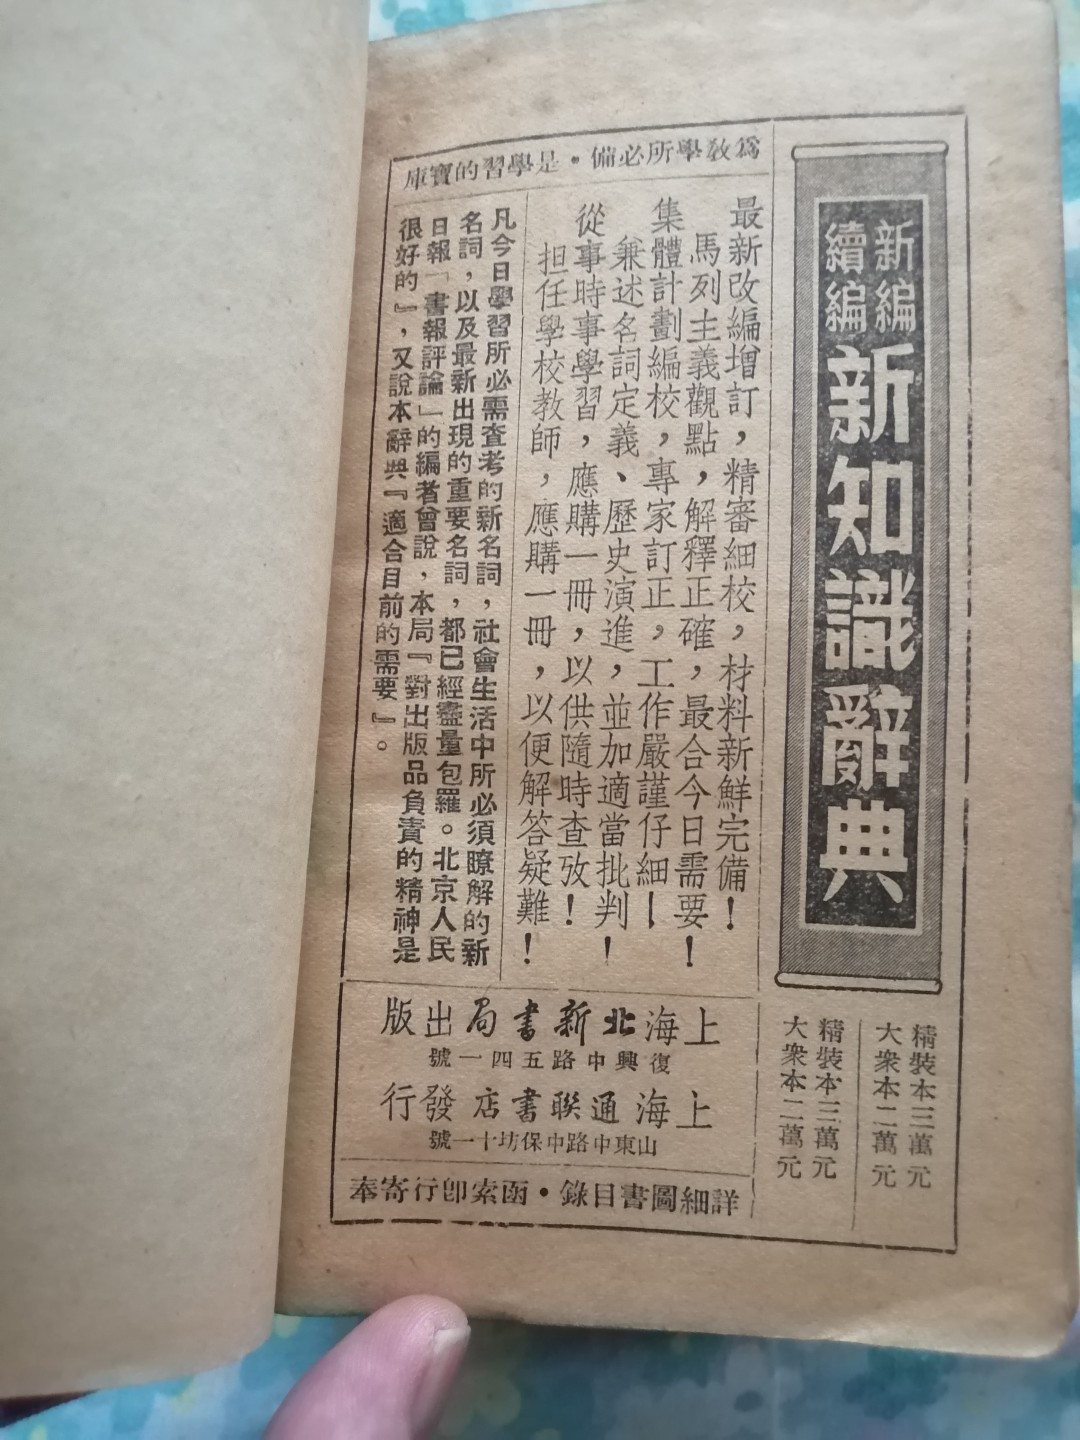 新編
續編
新知識辭典
精裝本三萬元
大衆本二萬元
精裝本三萬元
大衆本二萬元
爲敎學所必備·是學習的寶庫
最新改編增訂，精審細校，材料新鮮完備！
馬列主義觀點，解釋正確，最合今日需要！
集體計劃編校，專家訂正，工作嚴謹仔細！
兼述名詞定義、歷史演進，並加適當批判！
從事時事學習，應購一冊，以供隨時查攷！
担任學校教師，應購一冊，以便解答疑難！
凡今日學習所必需査考的新名詞，社會生活中所必須瞭解的新
名詞，以及最新出現的重要名詞，都已經盡量包羅。北京人民
日報「書報評論」的編者曾說，本局『對出版品負責的精神是
很好的』，又說本辭典『適合目前的需要』。
上海北新書局出版
復興中路五四一號
上海通聯書店發行
山東中路中保坊十一號
詳細圖書目錄·函索卽行寄奉